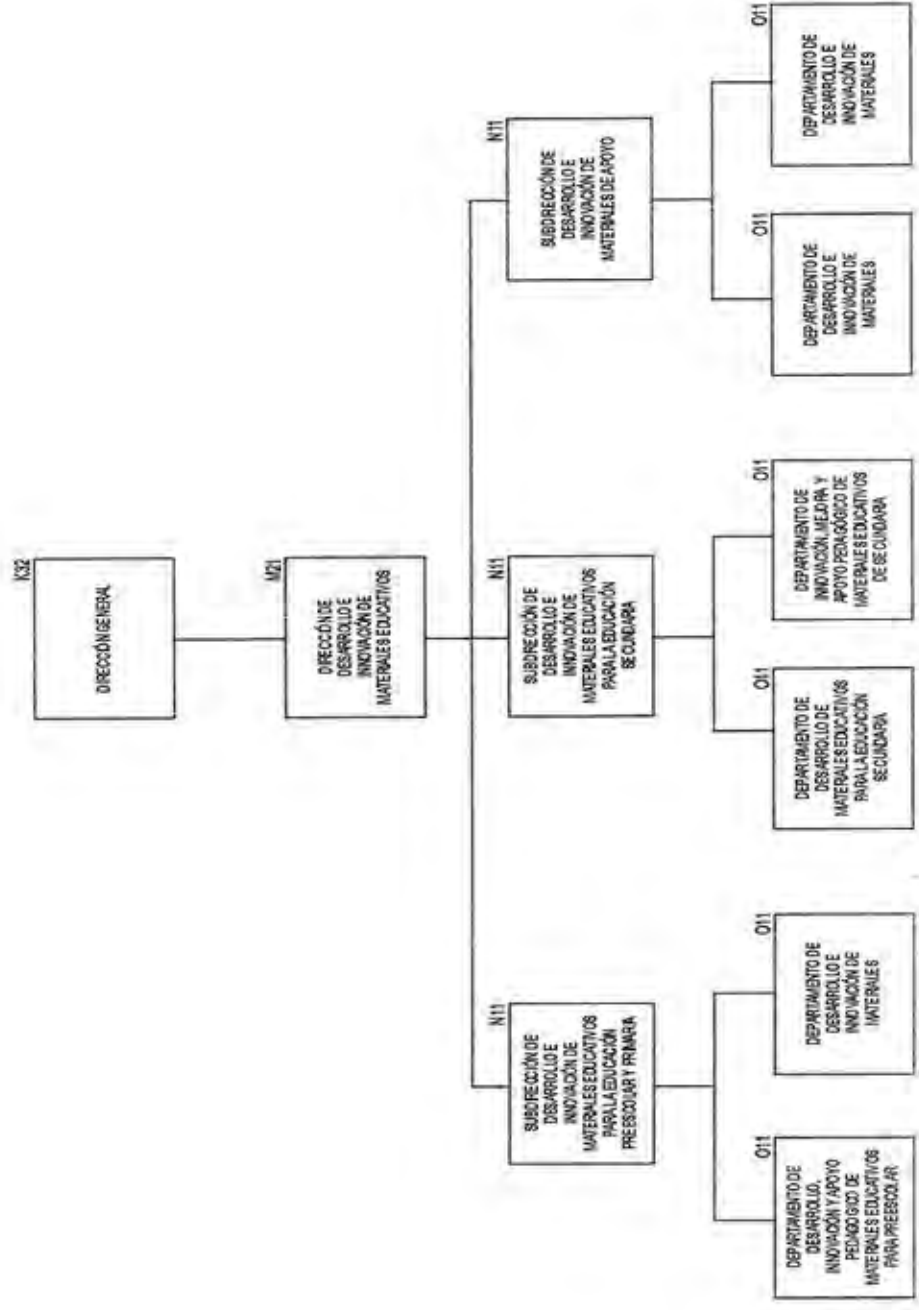 K32
DIRECCIÓN GENERAL
M21
DIRECCIÓN DE
DESARROLLO E
INNOVACIÓN DE
MATERIALES EDUCATIVOS
N11
SUBDIRECCIÓN DE
DESARROLLO E
INNOVACIÓN DE
MATERIALES EDUCATIVOS
PARA LA EDUCACIÓN
PREESCOLAR Y PRIMARIA
N11
SUBDIRECCIÓN DE
DESARROLLO E
INNOVACIÓN DE
MATERIALES EDUCATIVOS
PARA LA EDUCACIÓN
SECUNDARIA
N11
SUBDIRECCIÓN DE
DESARROLLO E
INNOVACIÓN DE
MATERIALES DE APOYO
O11
DEPARTAMENTO DE
DESARROLLO,
INNOVACIÓN Y APOYO
PEDAGOGICO DE
MATERIALES EDUCATIVOS
PARA PREESCOLAR
O11
DEPARTAMENTO DE
DESARROLLO E
INNOVACIÓN DE
MATERIALES
O11
DEPARTAMENTO DE
DESARROLLO DE
MATERIALES EDUCATIVOS
PARA LA EDUCACIÓN
SECUNDARIA
O11
DEPARTAMENTO DE
INNOVACIÓN, MEJORA Y
APOYO PEDAGÓGICO DE
MATERIALES EDUCATIVOS
DE SECUNDARIA
O11
DEPARTAMENTO DE
DESARROLLO E
INNOVACIÓN DE
MATERIALES
O11
DEPARTAMENTO DE
DESARROLLO E
INNOVACIÓN DE
MATERIALES